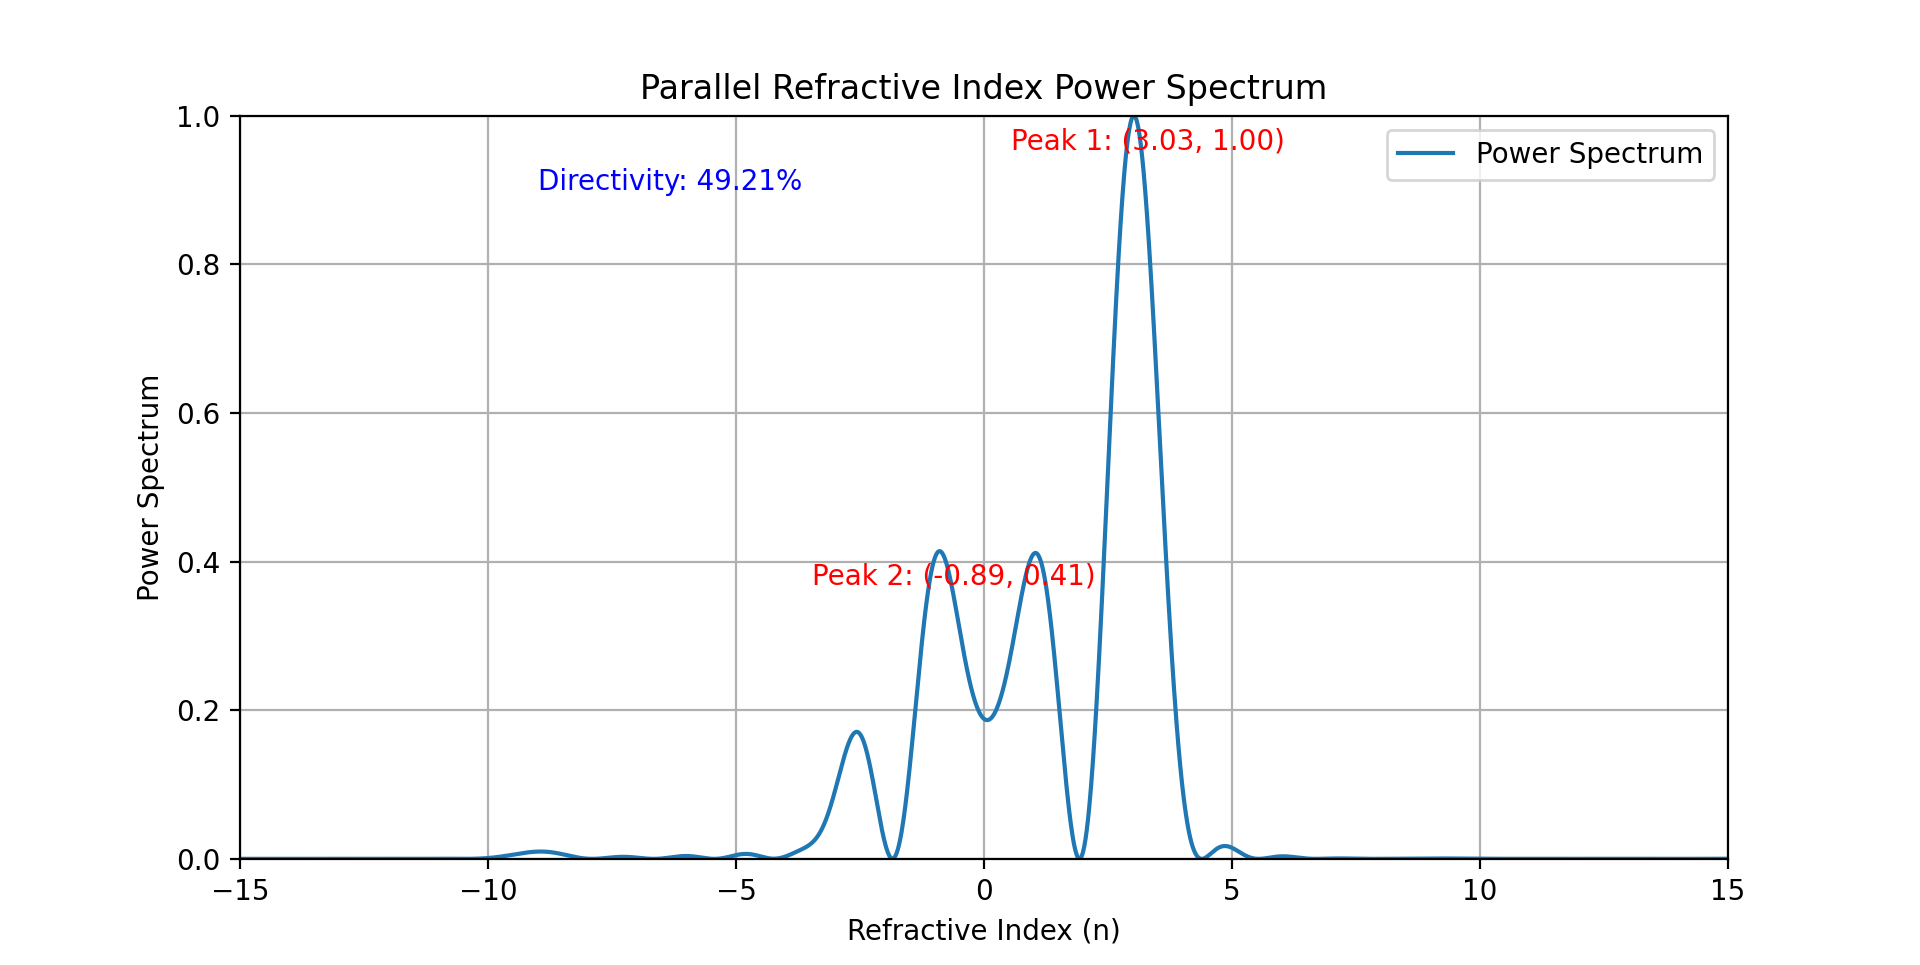 Parallel Refractive Index Power Spectrum
1.0
Peak 1: (3.03, 1.00)
Power Spectrum
Directivity: 49.21%
0.8
0.6
Power Spectrum
0.4
Peak 2: (-0.89, 0.41)
0.2
0.0
−15
−10
−5
0
5
10
15
Refractive Index (n)